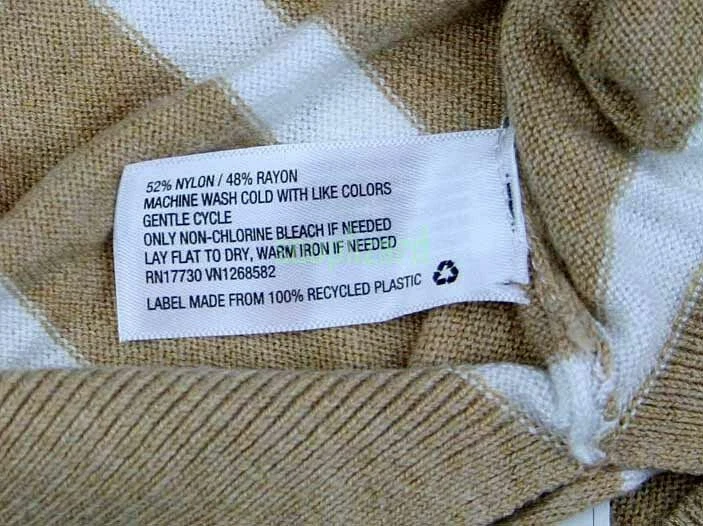 52% NYLON / 48% RAYON
MACHINE WASH COLD WITH LIKE COLORS
GENTLE CYCLE
ONLY NON-CHLORINE BLEACH IF NEEDED
LAY FLAT TO DRY, WARM IRON IF NEEDED
RN17730 VN1268582
LABEL MADE FROM 100% RECYCLED PLASTIC